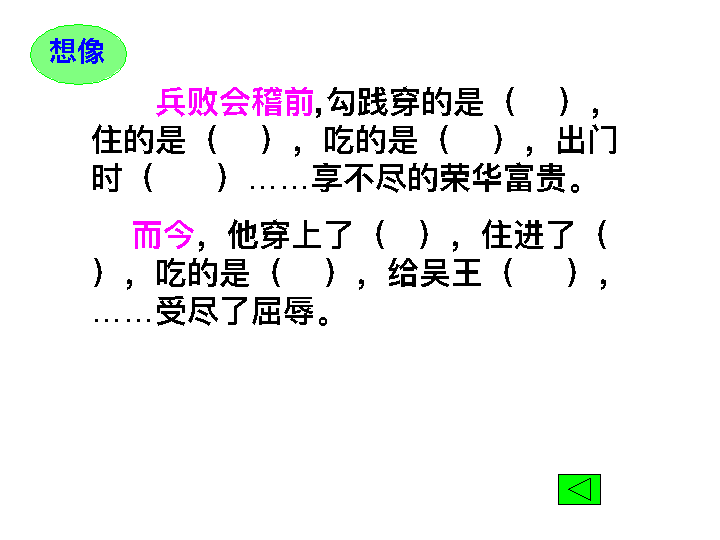 想像
兵败会稽前,勾践穿的是（ ），
住的是（ ），吃的是（ ），出门
时（ ）……享不尽的荣华富贵。
而今，他穿上了（ ），住进了（
），吃的是（ ），给吴王（ ），
……受尽了屈辱。